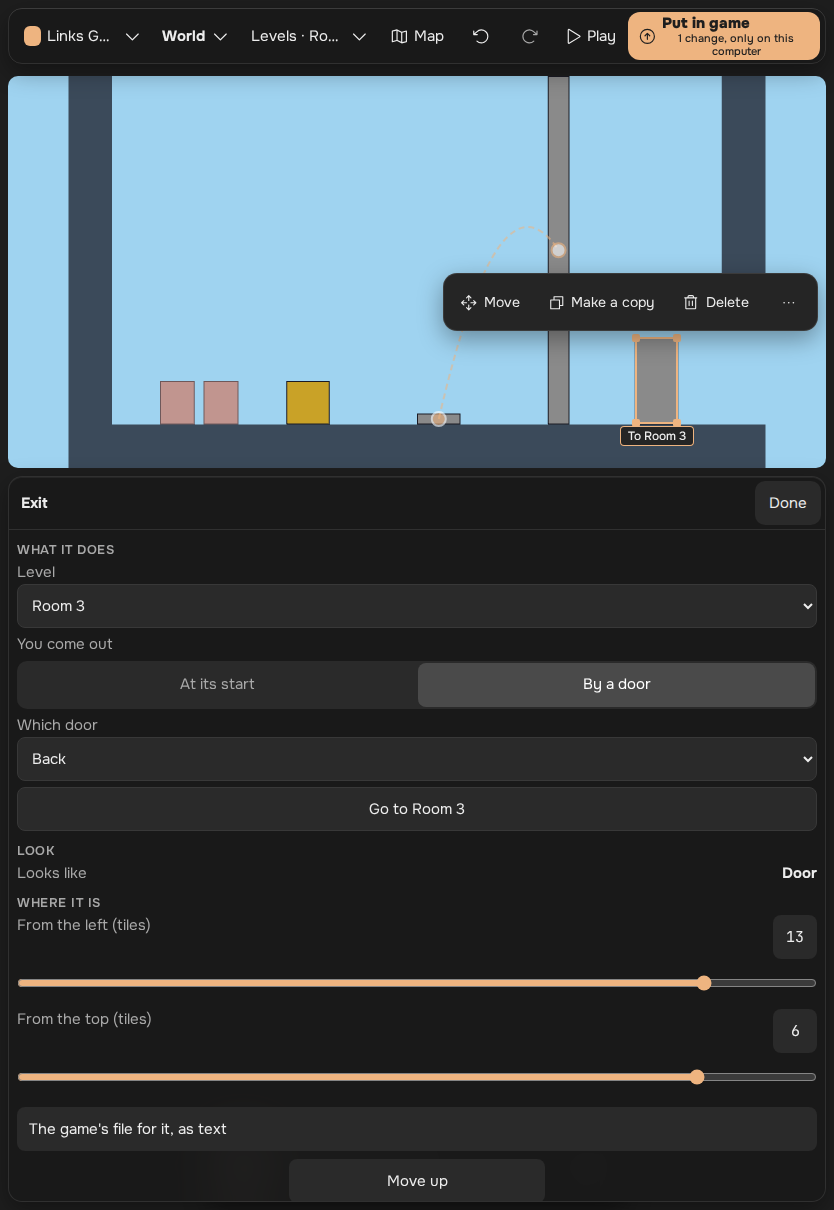 Links G...
World
Levels · Ro...
Map
Play
Put in game
1 change, only on this
computer
Move
Make a copy
Delete
...
To Room 3
Exit
Done
WHAT IT DOES
Level
Room 3
You come out
At its start
By a door
Which door
Back
Go to Room 3
LOOK
Looks like
Door
WHERE IT IS
From the left (tiles)
13
From the top (tiles)
6
The game's file for it, as text
Move up